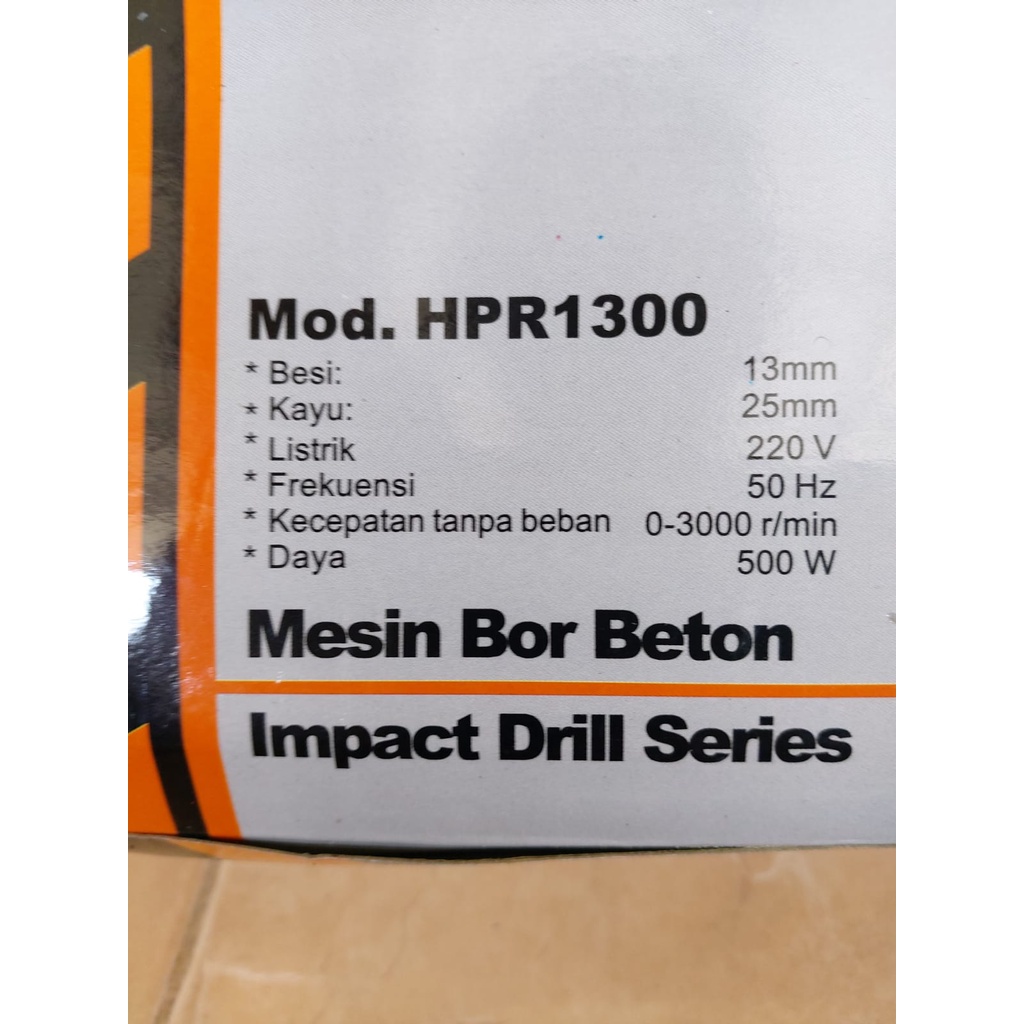 Mod. HPR1300
* Besi: 13mm
* Kayu: 25mm
* Listrik 220 V
* Frekuensi 50 Hz
* Kecepatan tanpa beban 0-3000 r/min
* Daya 500 W
Mesin Bor Beton
Impact Drill Series